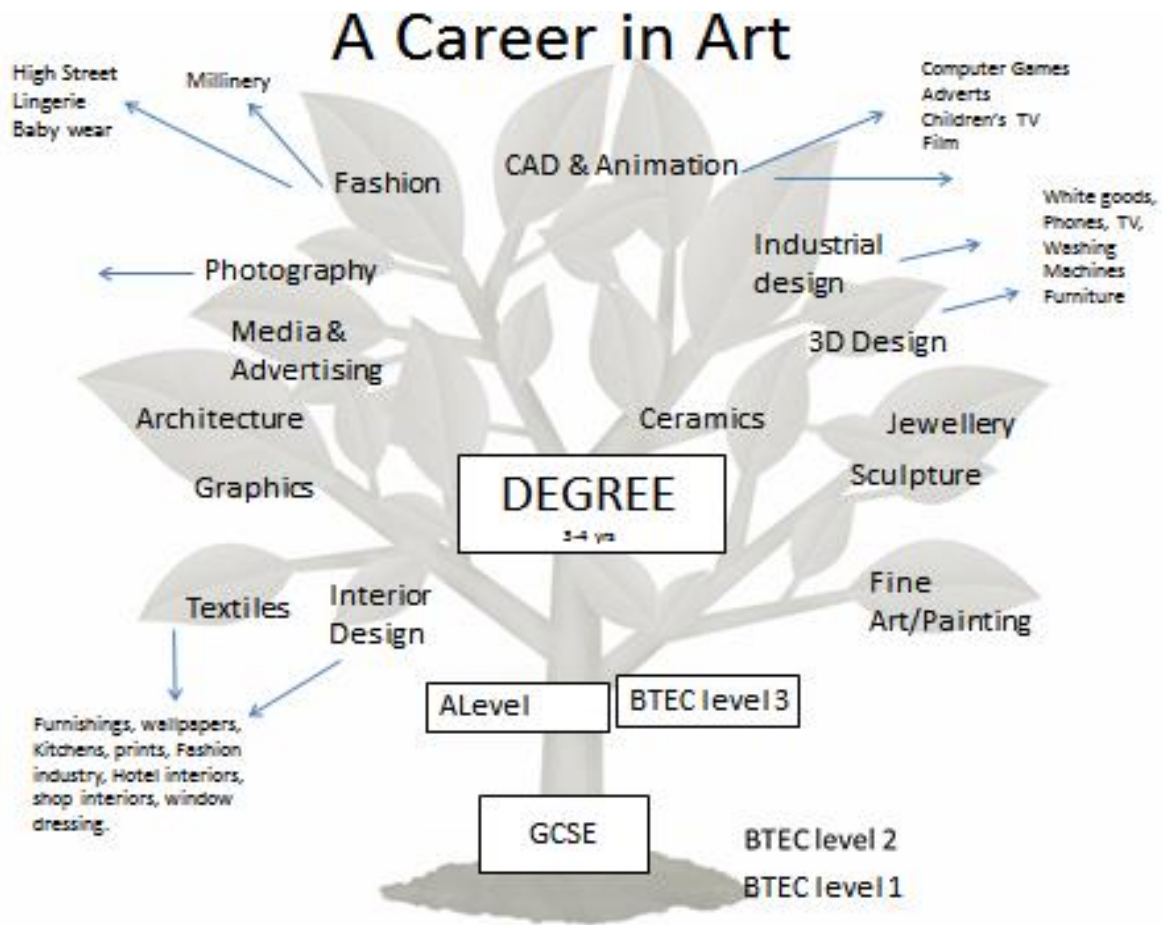 A Career in Art
High Street
Lingerie
Baby wear
Millinery
Fashion
CAD & Animation
Computer Games
Adverts
Children's TV
Film
White goods,
Phones, TV,
Washing
Machines
Furniture
Industrial
design
3D Design
Photography
Media &
Advertising
Architecture
Graphics
Ceramics
Jewellery
Sculpture
DEGREE
3-4 yrs
Textiles
Interior
Design
Fine
Art/Painting
Furnishings, wallpapers,
Kitchens, prints, Fashion
industry, Hotel interiors,
shop interiors, window
dressing.
ALevel
BTEC level 3
GCSE
BTEC level 2
BTEC level 1